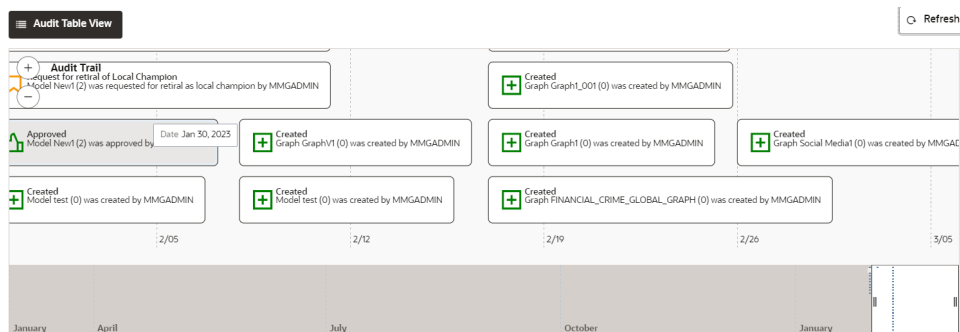 Audit Table View
Refresh
Audit Trail
Request for retiral of Local Champion
Model New1 (2) was requested for retiral as local champion by MMGADMIN
Created
Graph Graph1_001 (0) was created by MMGADMIN
Approved
Model New1 (2) was approved by
Date Jan 30, 2023
Created
Graph GraphV1 (0) was created by MMGADMIN
Created
Graph Graph1 (0) was created by MMGADMIN
Created
Graph Social Media1 (0) was created by MMGAD
Created
Model test (0) was created by MMGADMIN
Created
Model test (0) was created by MMGADMIN
Created
Graph FINANCIAL_CRIME_GLOBAL_GRAPH (0) was created by MMGADMIN
2/05 2/12 2/19 2/26 3/05
January April July October January